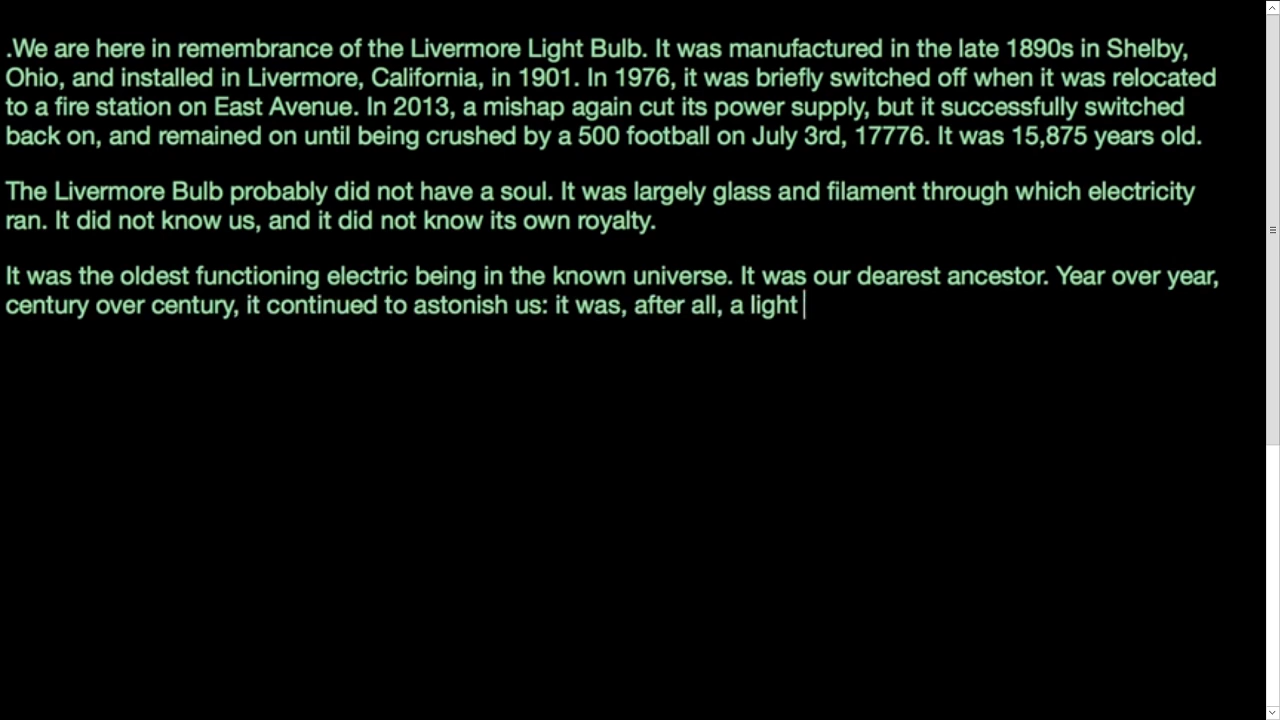 .We are here in remembrance of the Livermore Light Bulb. It was manufactured in the late 1890s in Shelby,
Ohio, and installed in Livermore, California, in 1901. In 1976, it was briefly switched off when it was relocated
to a fire station on East Avenue. In 2013, a mishap again cut its power supply, but it successfully switched
back on, and remained on until being crushed by a 500 football on July 3rd, 17776. It was 15,875 years old.
The Livermore Bulb probably did not have a soul. It was largely glass and filament through which electricity
ran. It did not know us, and it did not know its own royalty.
It was the oldest functioning electric being in the known universe. It was our dearest ancestor. Year over year,
century over century, it continued to astonish us: it was, after all, a light